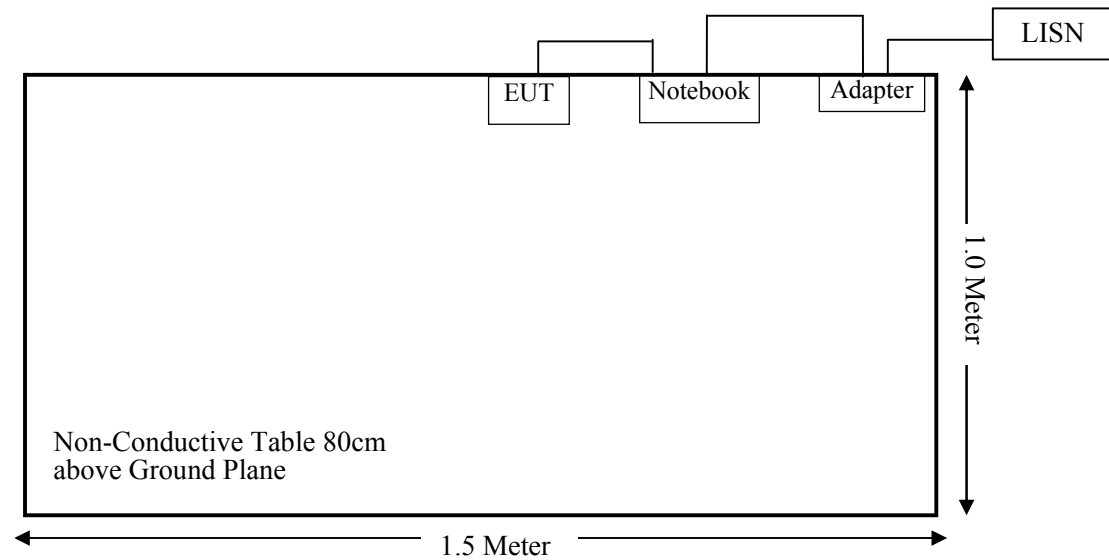 LISN
EUT
Notebook
Adapter
1.0 Meter
Non-Conductive Table 80cm
above Ground Plane
1.5 Meter